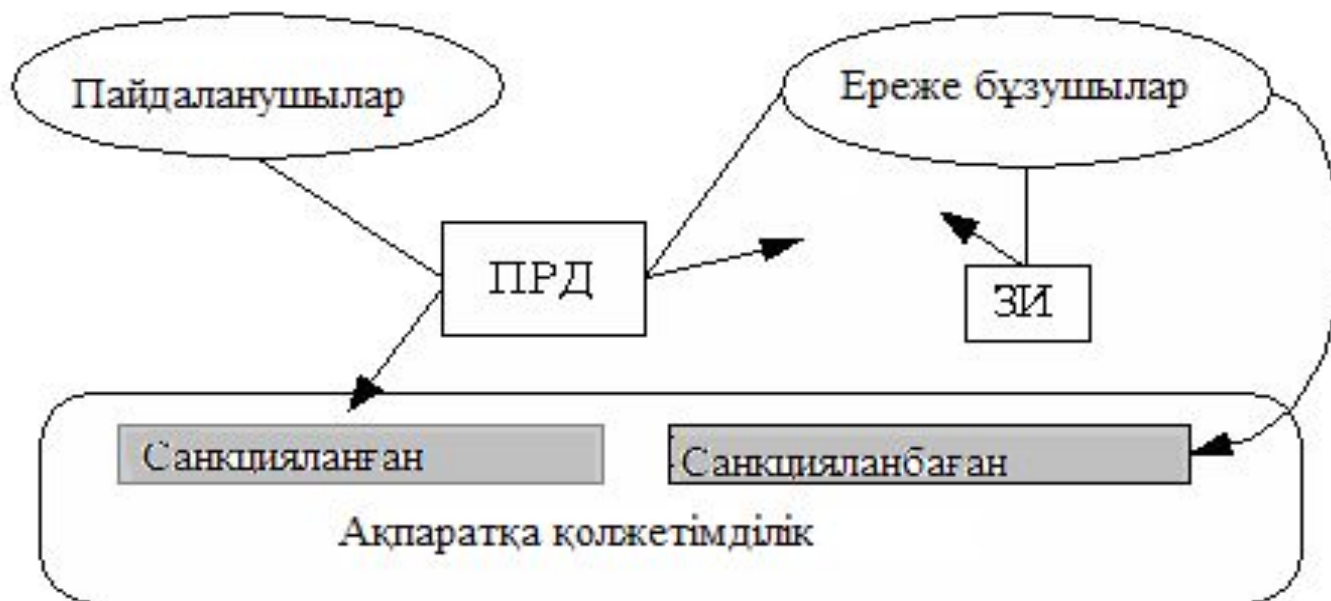 Пайдаланушылар
Ереже бұзушылар
ПРД
ЗИ
Санкцияланған
Санкцияланбаған
Ақпаратқа қолжетімділік